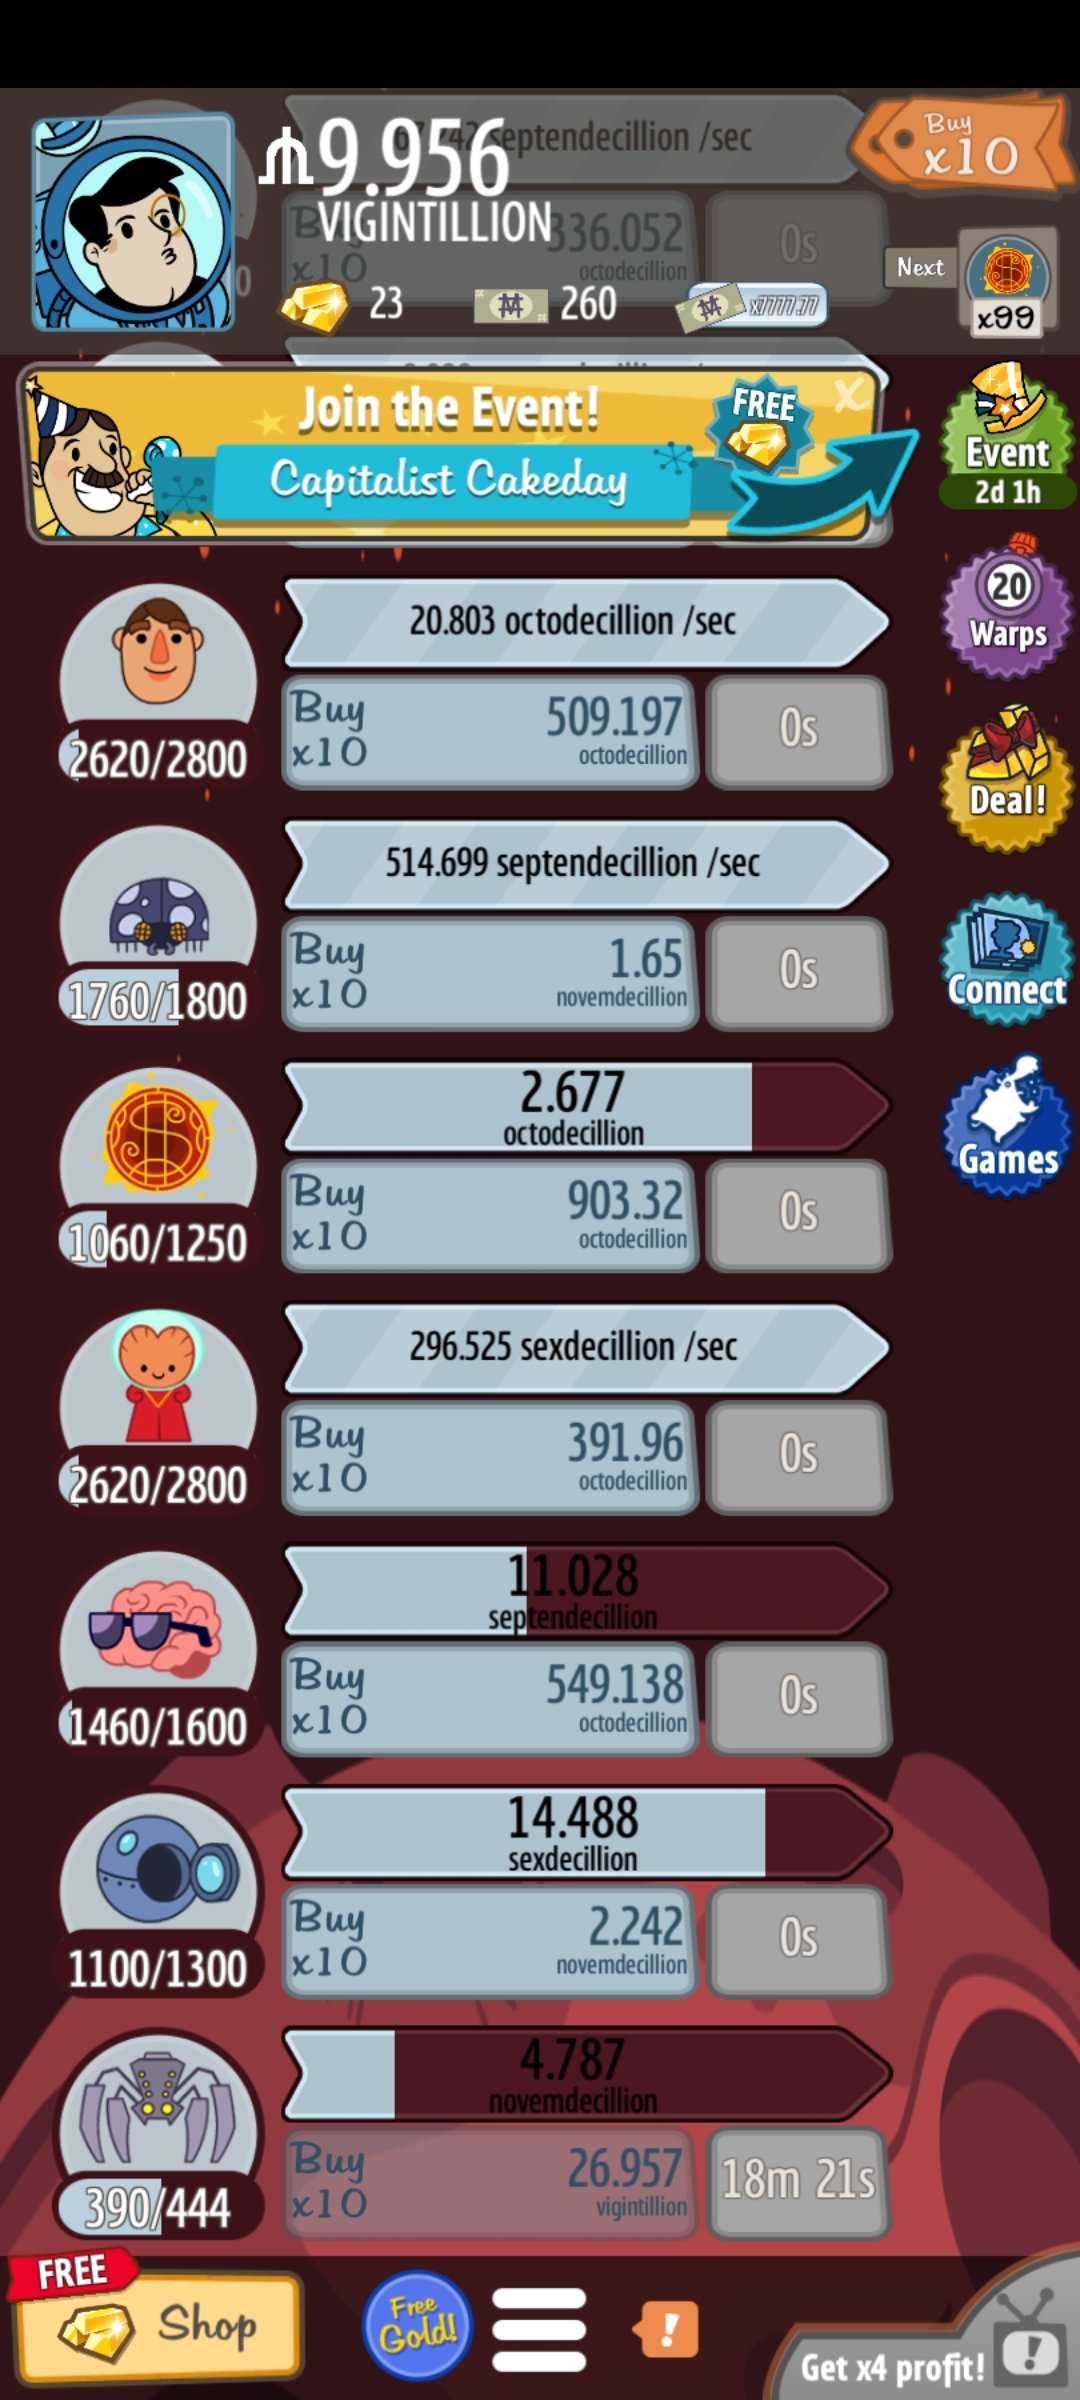 septendecillion /sec
9.956
VIGINTILLION
Buy
x10
Buy
x10
336.052
octodecillion
0s
Next
x99
23
260
x7777.77
Join the Event!
Capitalist Cakeday
FREE
X
Event
2d 1h
20
Warps
Deal!
Connect
Games
20.803 octodecillion /sec
2620/2800
Buy
x10
509.197
octodecillion
0s
514.699 septendecillion /sec
1760/1800
Buy
x10
1.65
novemdecillion
0s
2.677
octodecillion
1060/1250
Buy
x10
903.32
octodecillion
0s
296.525 sexdecillion /sec
2620/2800
Buy
x10
391.96
octodecillion
0s
11.028
septendecillion
1460/1600
Buy
x10
549.138
octodecillion
0s
14.488
sexdecillion
1100/1300
Buy
x10
2.242
novemdecillion
0s
4.787
novemdecillion
390/444
Buy
x10
26.957
vigintillion
18m 21s
FREE
Shop
Free
Gold!
!
Get x4 profit!
!